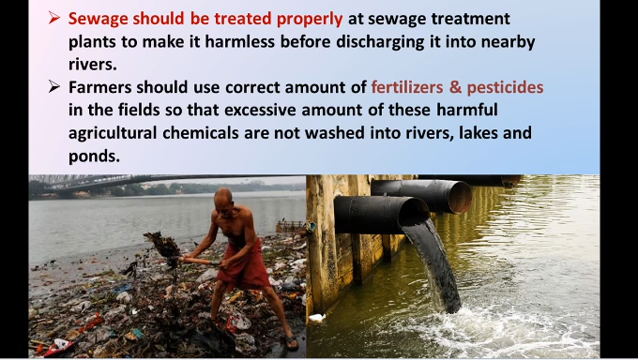 ➢ Sewage should be treated properly at sewage treatment
plants to make it harmless before discharging it into nearby
rivers.
➢ Farmers should use correct amount of fertilizers & pesticides
in the fields so that excessive amount of these harmful
agricultural chemicals are not washed into rivers, lakes and
ponds.